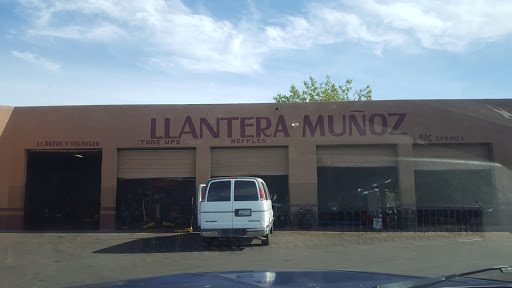 LLANTERA MUÑOZ
LLANTAS Y BALANCEO
TUNE UPS
MOFFLES
A/C SERVICE